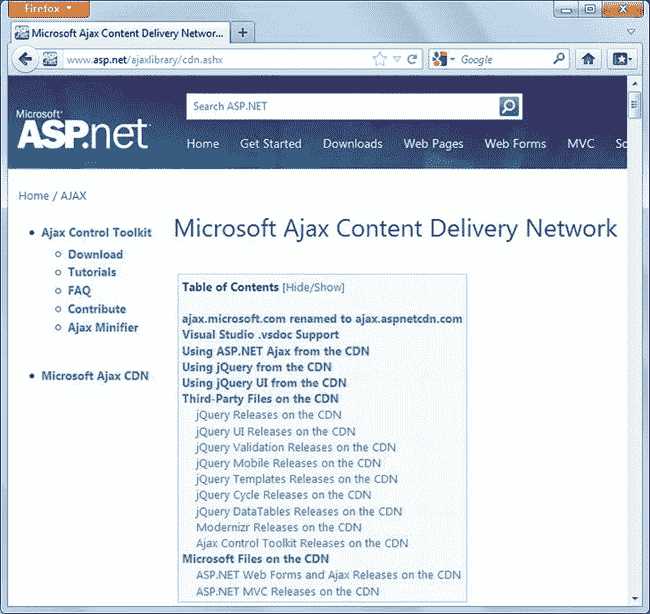 Firefox
Microsoft Ajax Content Delivery Netwo...
www.asp.net/ajaxlibrary/cdn.ashx
Google
Microsoft®
ASP.net
Search ASP.NET
Home Get Started Downloads Web Pages Web Forms MVC So
Home / AJAX
Ajax Control Toolkit
Download
Tutorials
FAQ
Contribute
Ajax Minifier
Microsoft Ajax CDN
Microsoft Ajax Content Delivery Network
Table of Contents [Hide/Show]
ajax.microsoft.com renamed to ajax.aspnetcdn.com
Visual Studio .vsdoc Support
Using ASP.NET Ajax from the CDN
Using jQuery from the CDN
Using jQuery UI from the CDN
Third-Party Files on the CDN
jQuery Releases on the CDN
jQuery UI Releases on the CDN
jQuery Validation Releases on the CDN
jQuery Mobile Releases on the CDN
jQuery Templates Releases on the CDN
jQuery Cycle Releases on the CDN
jQuery DataTables Releases on the CDN
Modernizr Releases on the CDN
Ajax Control Toolkit Releases on the CDN
Microsoft Files on the CDN
ASP.NET Web Forms and Ajax Releases on the CDN
ASP.NET MVC Releases on the CDN